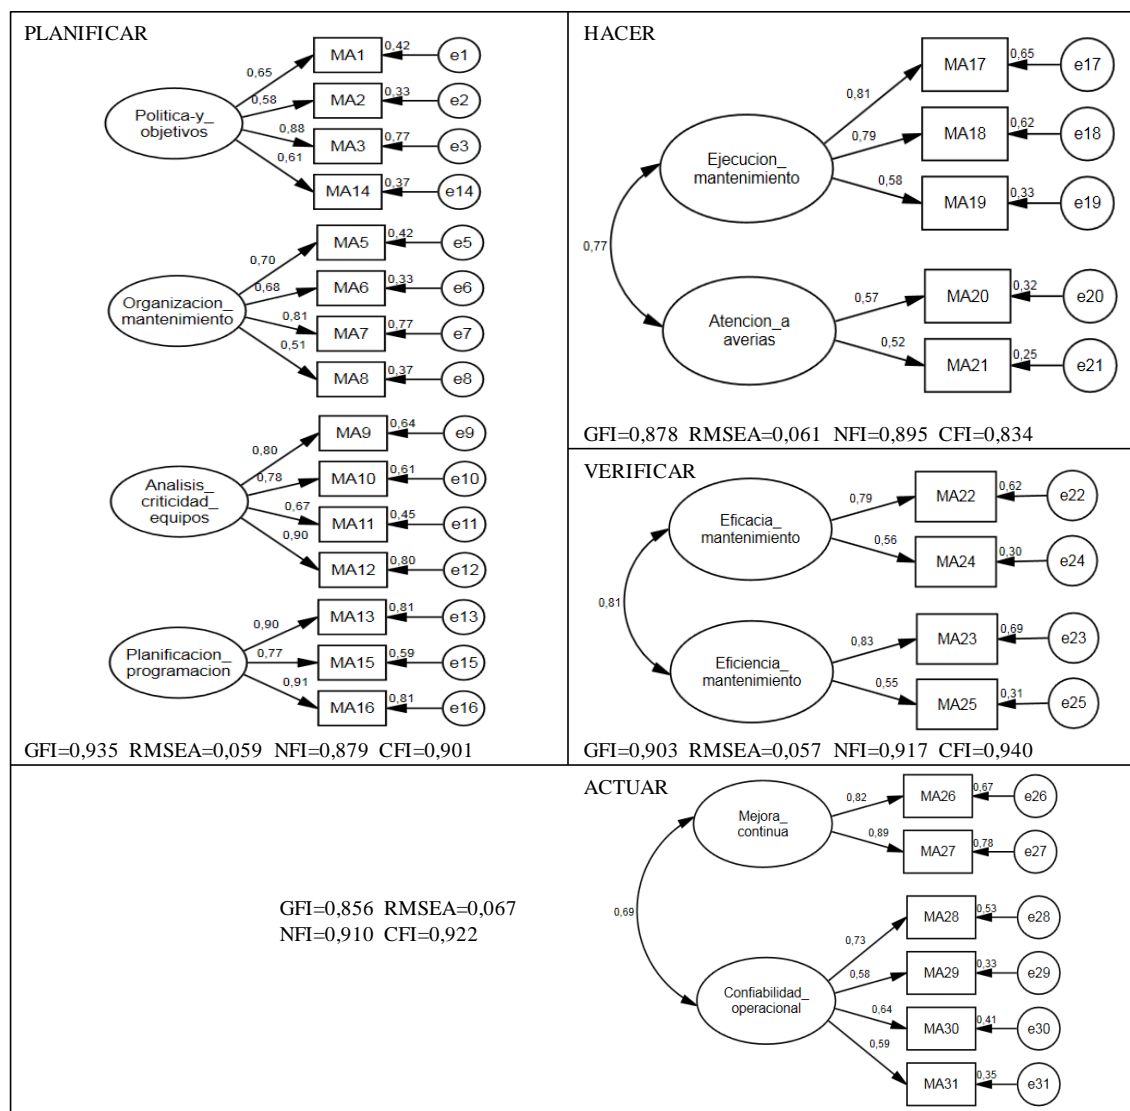 PLANIFICAR
Politica-y_
objetivos
0,65
0,58
0,88
0,61
MA1
0,42
e1
MA2
0,33
e2
MA3
0,77
e3
MA14
0,37
e14
Organizacion_
mantenimiento
0,70
0,68
0,81
0,51
MA5
0,42
e5
MA6
0,33
e6
MA7
0,77
e7
MA8
0,37
e8
Analisis_
criticidad_
equipos
0,80
0,78
0,67
0,90
MA9
0,64
e9
MA10
0,61
e10
MA11
0,45
e11
MA12
0,80
e12
Planificacion_
programacion
0,90
0,77
0,91
MA13
0,81
e13
MA15
0,59
e15
MA16
0,81
e16
GFI=0,935 RMSEA=0,059 NFI=0,879 CFI=0,901
HACER
Ejecucion_
mantenimiento
0,81
0,79
0,58
MA17
0,65
e17
MA18
0,62
e18
MA19
0,33
e19
0,77
Atencion_a
averias
0,57
0,52
MA20
0,32
e20
MA21
0,25
e21
GFI=0,878 RMSEA=0,061 NFI=0,895 CFI=0,834
VERIFICAR
Eficacia_
mantenimiento
0,79
0,56
MA22
0,62
e22
MA24
0,30
e24
0,81
Eficiencia_
mantenimiento
0,83
0,55
MA23
0,69
e23
MA25
0,31
e25
GFI=0,903 RMSEA=0,057 NFI=0,917 CFI=0,940
ACTUAR
Mejora_
continua
0,82
0,89
MA26
0,67
e26
MA27
0,78
e27
0,69
Confiabilidad_
operacional
0,73
0,58
0,64
0,59
MA28
0,53
e28
MA29
0,33
e29
MA30
0,41
e30
MA31
0,35
e31
GFI=0,856 RMSEA=0,067
NFI=0,910 CFI=0,922